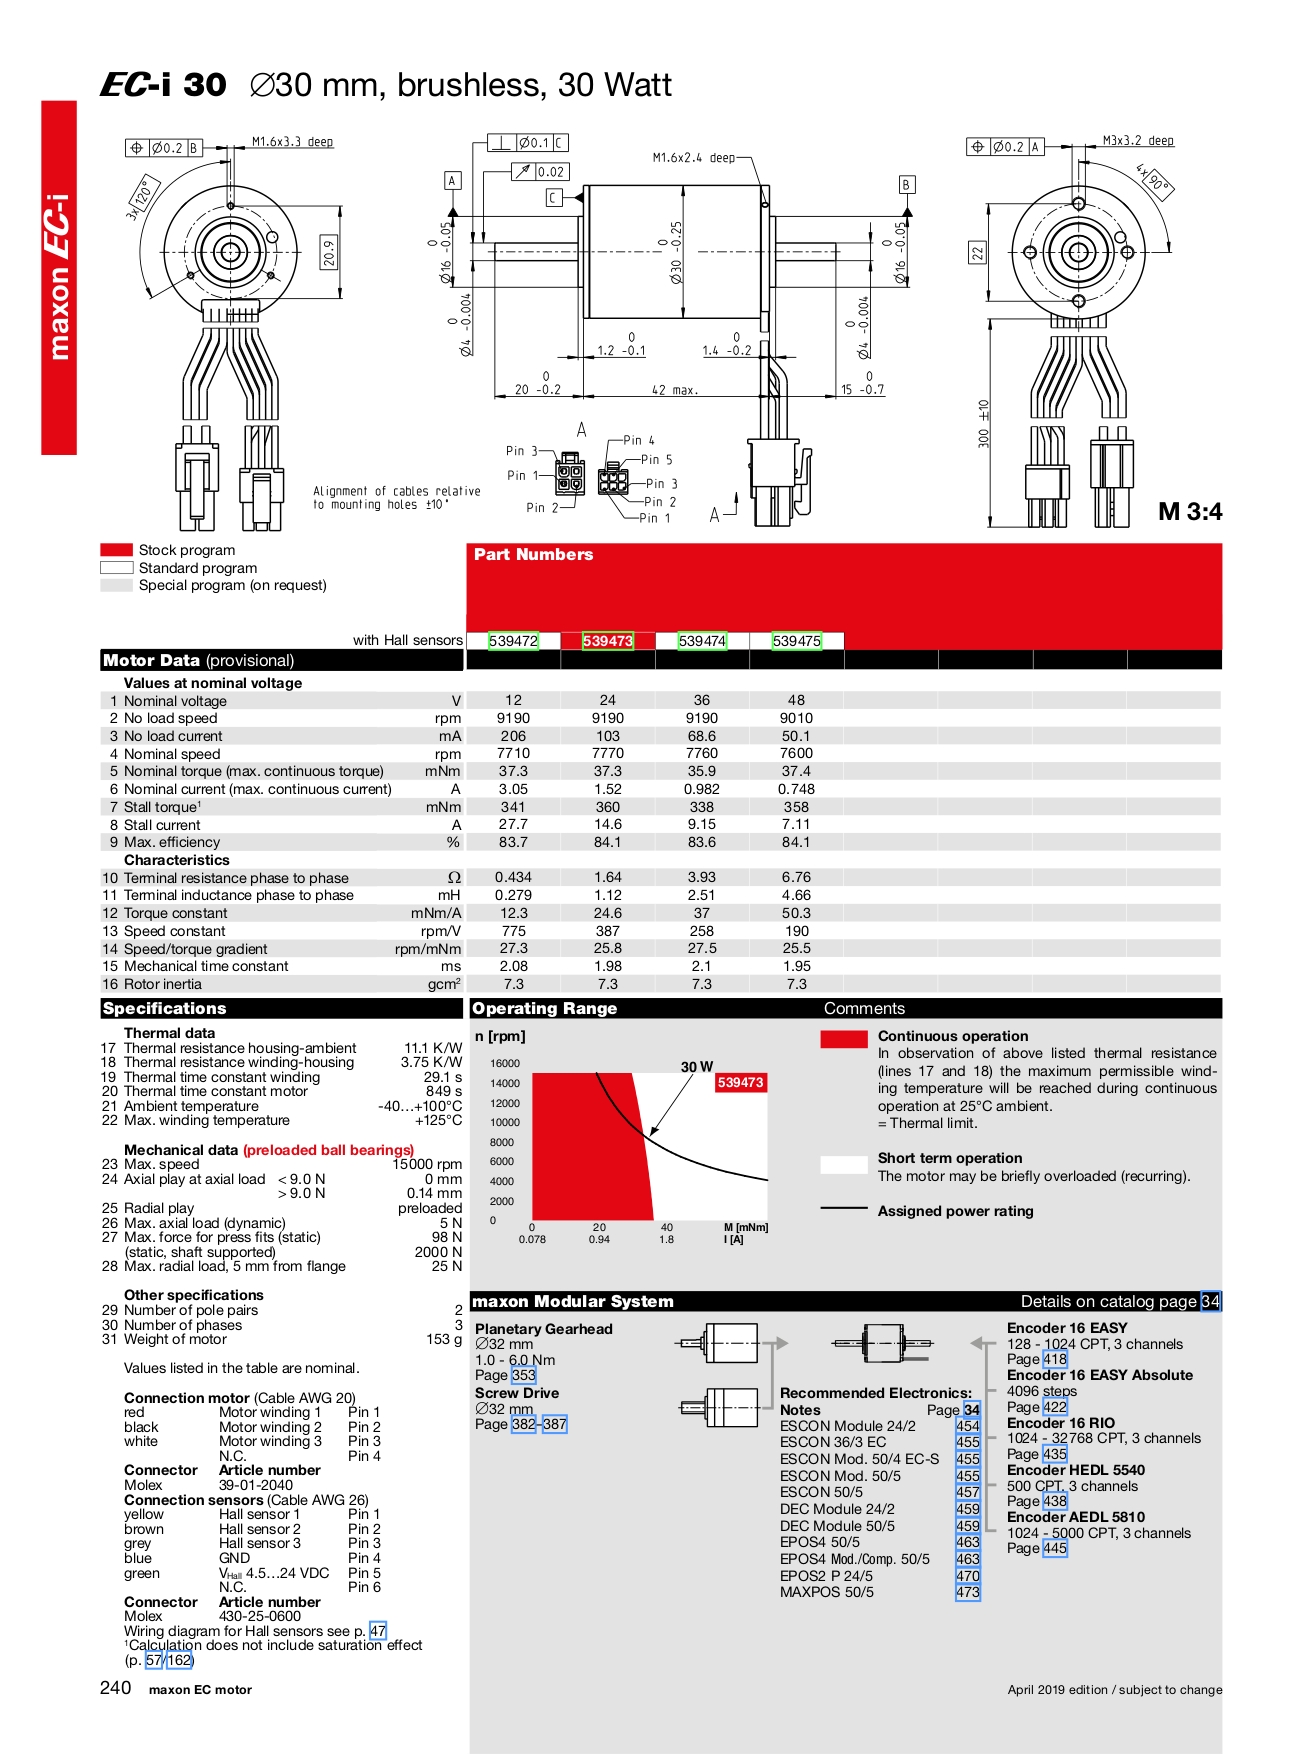 EC-i 30 ∅30 mm, brushless, 30 Watt
maxon EC-i
∅0.2 B
M1.6x3.3 deep
3x120°
20.9
Alignment of cables relative
to mounting holes ±10°
∅0.1 C
0.02
A
C
M1.6x2.4 deep
B
0
∅16 -0.05
0
∅4 -0.004
0
∅30 -0.25
0
∅16 -0.05
0
∅4 -0.004
0
1.2 -0.1
0
1.4 -0.2
0
20 -0.2
42 max.
0
15 -0.7
A
Pin 3
Pin 1
Pin 2
Pin 4
Pin 5
Pin 3
Pin 2
Pin 1
A
∅0.2 A
M3x3.2 deep
4x90°
22
300 ±10
M 3:4
Stock program
Standard program
Special program (on request)
Part Numbers
with Hall sensors 539472 539473 539474 539475
Motor Data (provisional)
Values at nominal voltage
1 Nominal voltage V 12 24 36 48
2 No load speed rpm 9190 9190 9190 9010
3 No load current mA 206 103 68.6 50.1
4 Nominal speed rpm 7710 7770 7760 7600
5 Nominal torque (max. continuous torque) mNm 37.3 37.3 35.9 37.4
6 Nominal current (max. continuous current) A 3.05 1.52 0.982 0.748
7 Stall torque¹ mNm 341 360 338 358
8 Stall current A 27.7 14.6 9.15 7.11
9 Max. efficiency % 83.7 84.1 83.6 84.1
Characteristics
10 Terminal resistance phase to phase Ω 0.434 1.64 3.93 6.76
11 Terminal inductance phase to phase mH 0.279 1.12 2.51 4.66
12 Torque constant mNm/A 12.3 24.6 37 50.3
13 Speed constant rpm/V 775 387 258 190
14 Speed/torque gradient rpm/mNm 27.3 25.8 27.5 25.5
15 Mechanical time constant ms 2.08 1.98 2.1 1.95
16 Rotor inertia gcm² 7.3 7.3 7.3 7.3
Specifications
Thermal data
17 Thermal resistance housing-ambient 11.1 K/W
18 Thermal resistance winding-housing 3.75 K/W
19 Thermal time constant winding 29.1 s
20 Thermal time constant motor 849 s
21 Ambient temperature -40…+100°C
22 Max. winding temperature +125°C
Mechanical data (preloaded ball bearings)
23 Max. speed 15000 rpm
24 Axial play at axial load < 9.0 N 0 mm
> 9.0 N 0.14 mm
25 Radial play preloaded
26 Max. axial load (dynamic) 5 N
27 Max. force for press fits (static) 98 N
(static, shaft supported) 2000 N
28 Max. radial load, 5 mm from flange 25 N
Other specifications
29 Number of pole pairs 2
30 Number of phases 3
31 Weight of motor 153 g
Values listed in the table are nominal.
Connection motor (Cable AWG 20)
red Motor winding 1 Pin 1
black Motor winding 2 Pin 2
white Motor winding 3 Pin 3
N.C. Pin 4
Connector Article number
Molex 39-01-2040
Connection sensors (Cable AWG 26)
yellow Hall sensor 1 Pin 1
brown Hall sensor 2 Pin 2
grey Hall sensor 3 Pin 3
blue GND Pin 4
green VHall 4.5…24 VDC Pin 5
N.C. Pin 6
Connector Article number
Molex 430-25-0600
Wiring diagram for Hall sensors see p. 47
¹Calculation does not include saturation effect
(p. 57/162)
Operating Range
Comments
n [rpm]
16000
14000
12000
10000
8000
6000
4000
2000
0
30 W
539473
0 20 40 M [mNm]
0.078 0.94 1.8 I [A]
Continuous operation
In observation of above listed thermal resistance
(lines 17 and 18) the maximum permissible wind-
ing temperature will be reached during continuous
operation at 25°C ambient.
= Thermal limit.
Short term operation
The motor may be briefly overloaded (recurring).
Assigned power rating
maxon Modular System
Details on catalog page 34
Planetary Gearhead
∅32 mm
1.0 - 6.0 Nm
Page 353
Screw Drive
∅32 mm
Page 382–387
Recommended Electronics:
Notes Page 34
ESCON Module 24/2 454
ESCON 36/3 EC 455
ESCON Mod. 50/4 EC-S 455
ESCON Mod. 50/5 455
ESCON 50/5 457
DEC Module 24/2 459
DEC Module 50/5 459
EPOS4 50/5 463
EPOS4 Mod./Comp. 50/5 463
EPOS2 P 24/5 470
MAXPOS 50/5 473
Encoder 16 EASY
128 - 1024 CPT, 3 channels
Page 418
Encoder 16 EASY Absolute
4096 steps
Page 422
Encoder 16 RIO
1024 - 32768 CPT, 3 channels
Page 435
Encoder HEDL 5540
500 CPT, 3 channels
Page 438
Encoder AEDL 5810
1024 - 5000 CPT, 3 channels
Page 445
240 maxon EC motor
April 2019 edition / subject to change